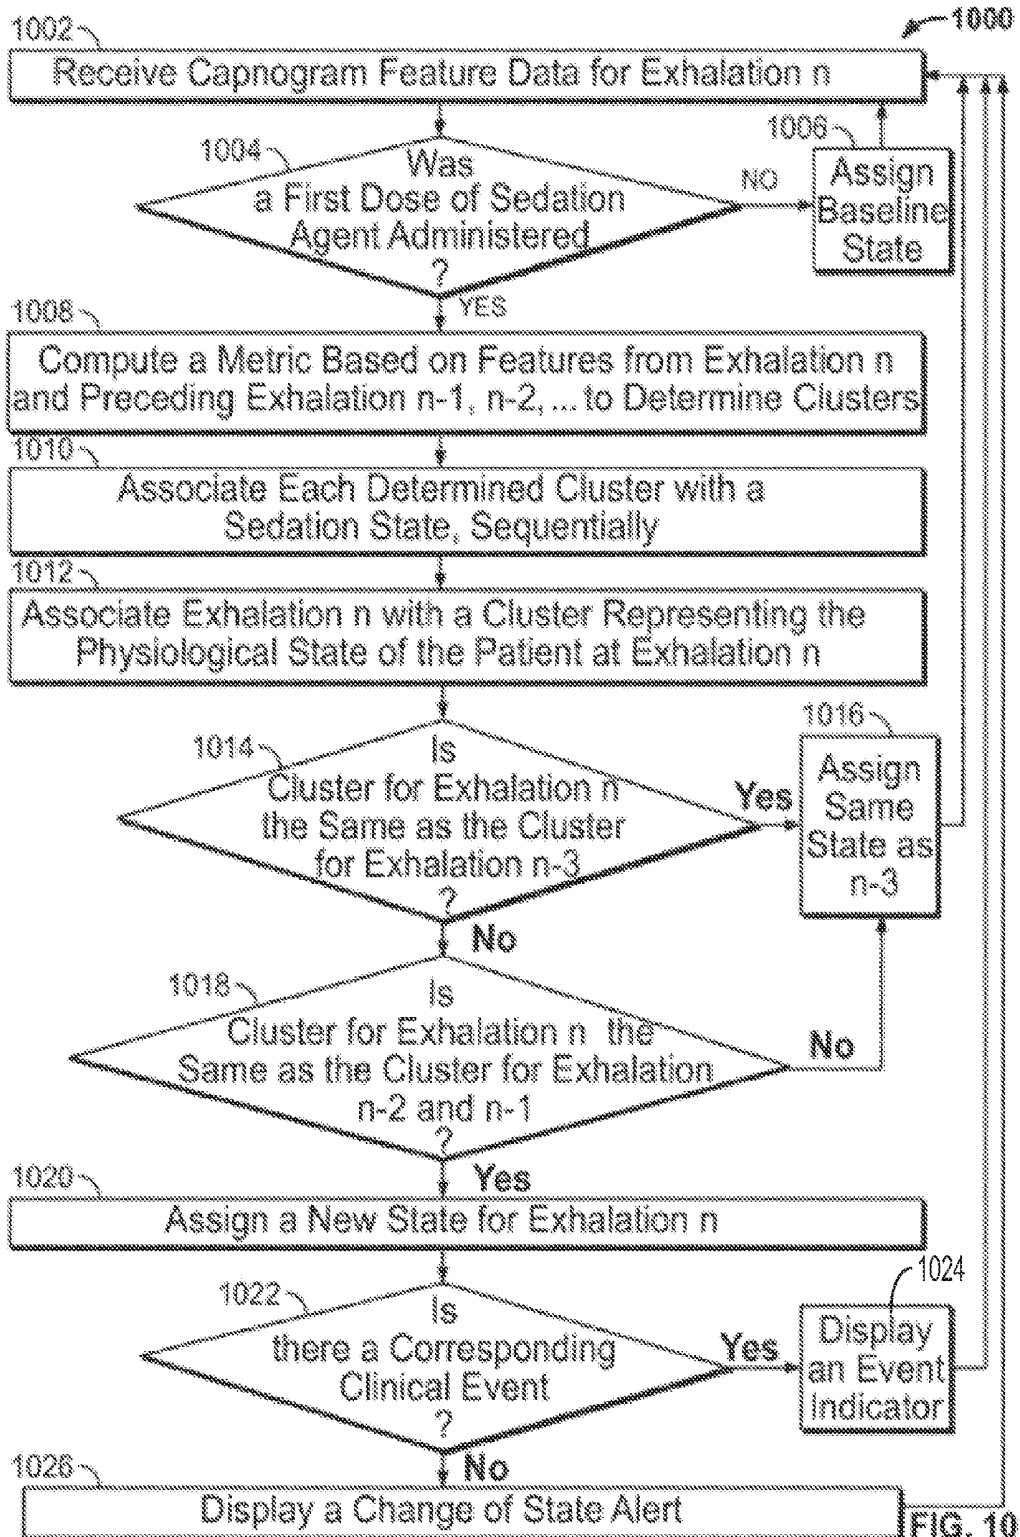 1002
1000
Receive Capnogram Feature Data for Exhalation n
1004
Was
a First Dose of Sedation
Agent Administered
?
NO
1006
Assign
Baseline
State
YES
1008
Compute a Metric Based on Features from Exhalation n
and Preceding Exhalation n-1, n-2, ... to Determine Clusters
1010
Associate Each Determined Cluster with a
Sedation State, Sequentially
1012
Associate Exhalation n with a Cluster Representing the
Physiological State of the Patient at Exhalation n
1014
Is
Cluster for Exhalation n
the Same as the Cluster
for Exhalation n-3
?
Yes
1016
Assign
Same
State as
n-3
No
1018
Is
Cluster for Exhalation n the
Same as the Cluster for Exhalation
n-2 and n-1
?
No
Yes
1020
Assign a New State for Exhalation n
1022
Is
there a Corresponding
Clinical Event
?
Yes
1024
Display
an Event
Indicator
No
1026
Display a Change of State Alert
FIG. 10